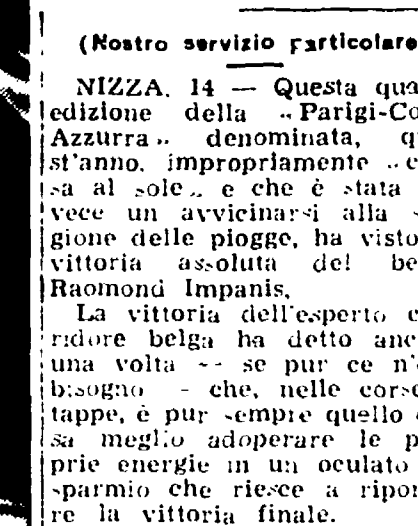 (Nostro servizio particolare
NIZZA, 14 — Questa qua
edizione della "Parigi-Co
Azzurra" denominata, q
st'anno, impropriamente "c
sa al sole" e che è stata
vece un avvicinarsi alla s
gione delle piogge, ha visto
vittoria assoluta del be
Raomond Impanis.
La vittoria dell'esperto c
ridore belga ha detto anc
una volta -- se pur ce n'
bisogno - che, nelle corse
tappe, è pur sempre quello
sa meglio adoperare le p
prie energie in un oculato
sparmio che riesce a ripor
re la vittoria finale.